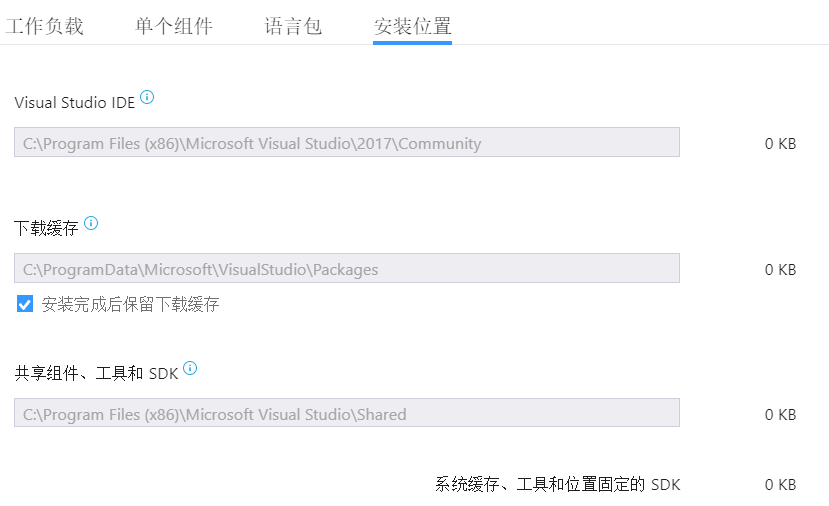 工作负载 单个组件 语言包 安装位置
Visual Studio IDE
C:\Program Files (x86)\Microsoft Visual Studio\2017\Community 0 KB
下载缓存
C:\ProgramData\Microsoft\VisualStudio\Packages 0 KB
安装完成后保留下载缓存
共享组件、工具和 SDK
C:\Program Files (x86)\Microsoft Visual Studio\Shared 0 KB
系统缓存、工具和位置固定的 SDK 0 KB